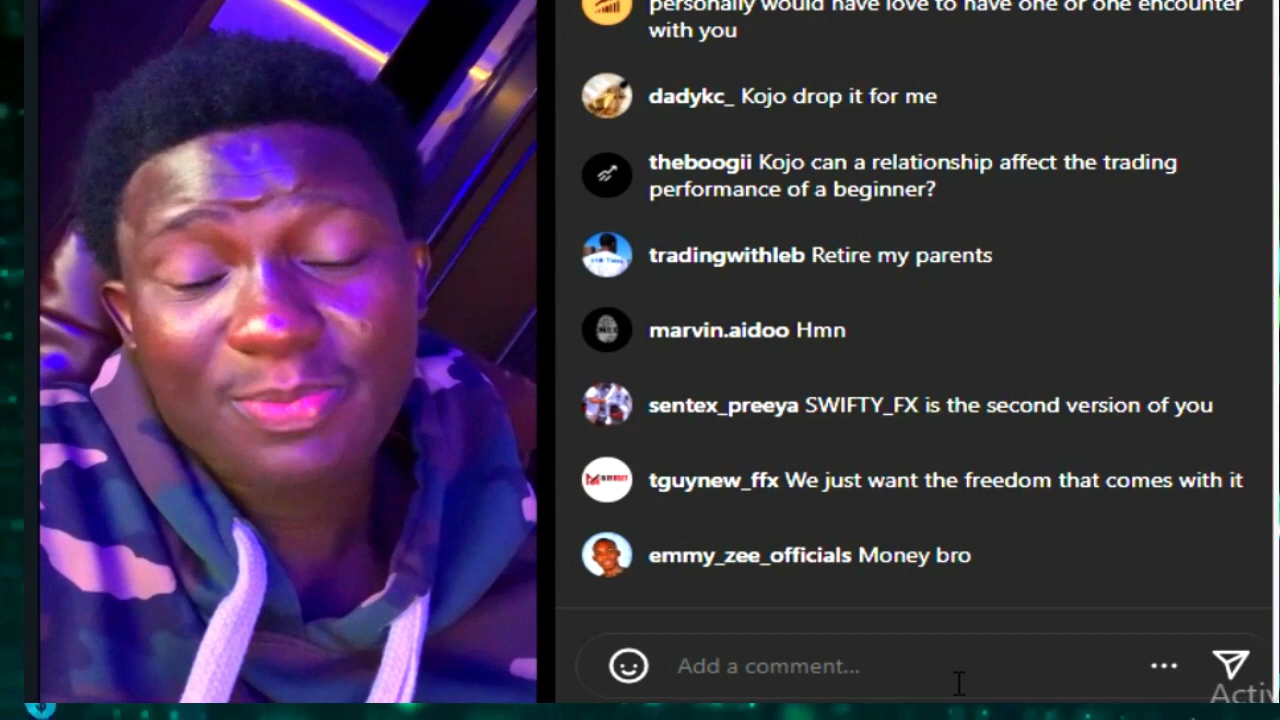 personally would have love to have one or one encounter
with you
dadykc_ Kojo drop it for me
theboogii Kojo can a relationship affect the trading
performance of a beginner?
tradingwithleb Retire my parents
marvin.aidoo Hmn
sentex_preeya SWIFTY_FX is the second version of you
tguynew_ffx We just want the freedom that comes with it
emmy_zee_officials Money bro
Add a comment...
Activ